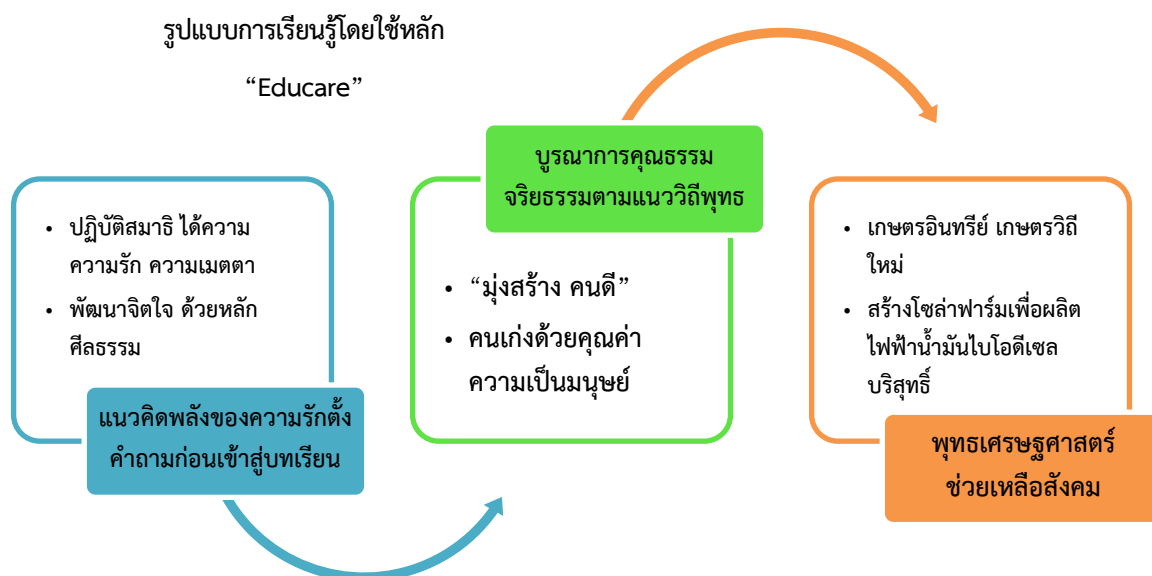 รูปแบบการเรียนรู้โดยใช้หลัก
“Educare”
• ปฏิบัติสมาธิ ได้ความ
ความรัก ความเมตตา
• พัฒนาจิตใจ ด้วยหลัก
ศีลธรรม
แนวคิดพลังของความรักตั้ง
คำถามก่อนเข้าสู่บทเรียน
บูรณาการคุณธรรม
จริยธรรมตามแนววิถีพุทธ
• “มุ่งสร้าง คนดี”
• คนเก่งด้วยคุณค่า
ความเป็นมนุษย์
• เกษตรอินทรีย์ เกษตรวิถี
ใหม่
• สร้างโซล่าฟาร์มเพื่อผลิต
ไฟฟ้าน้ำมันไบโอดีเซล
บริสุทธิ์
พุทธเศรษฐศาสตร์
ช่วยเหลือสังคม